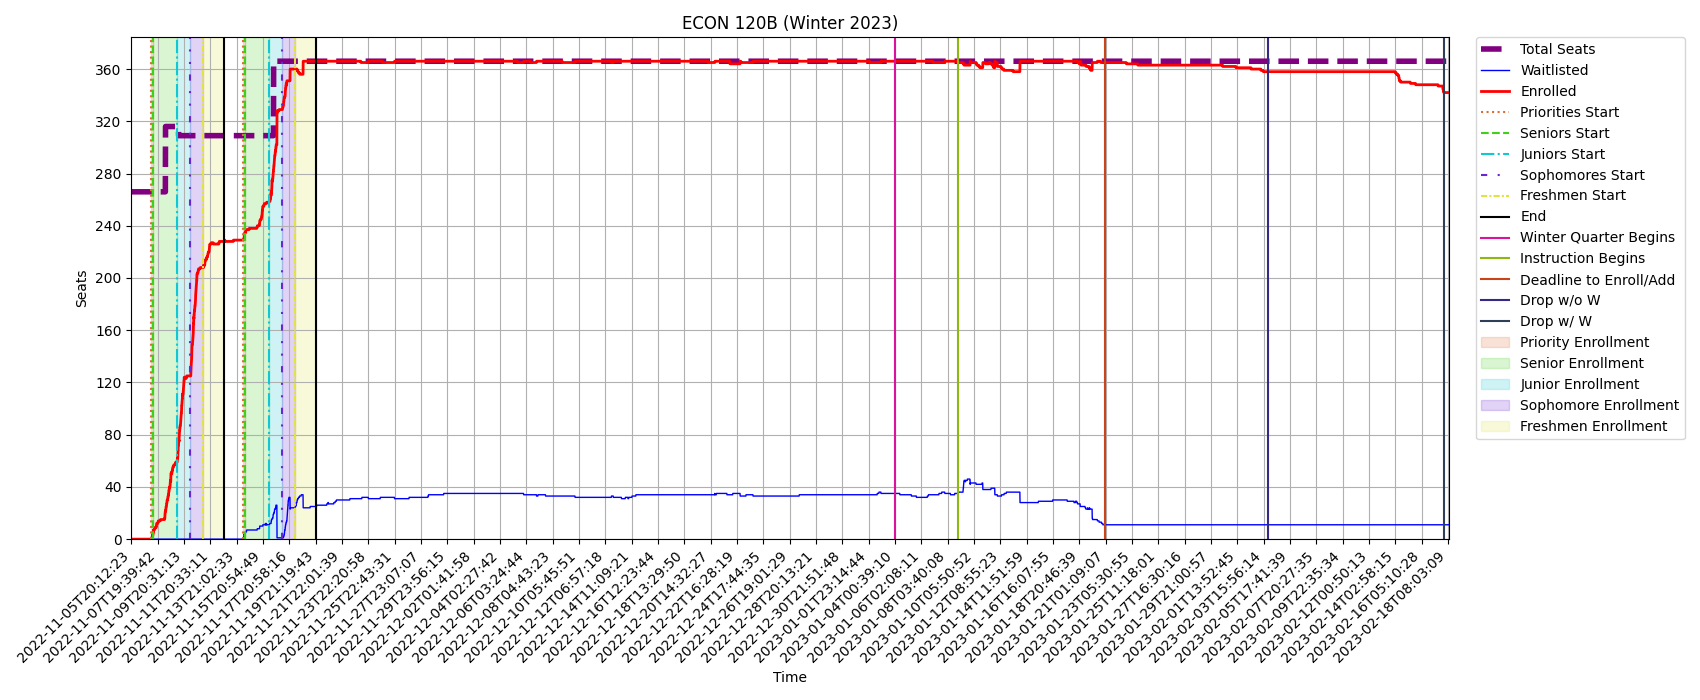 ECON 120B (Winter 2023)
Seats
360
320
280
240
200
160
120
80
40
0
2022-11-05T20:12:23
2022-11-07T19:39:42
2022-11-09T20:31:13
2022-11-11T20:33:11
2022-11-13T21:02:33
2022-11-15T20:54:49
2022-11-17T20:58:16
2022-11-19T21:19:43
2022-11-21T22:01:39
2022-11-23T22:20:58
2022-11-25T22:43:31
2022-11-27T23:07:07
2022-11-29T23:56:15
2022-12-02T01:41:58
2022-12-04T02:27:42
2022-12-06T03:24:44
2022-12-08T04:43:23
2022-12-10T05:45:51
2022-12-12T06:57:18
2022-12-14T11:09:21
2022-12-16T12:23:44
2022-12-18T13:29:50
2022-12-20T14:32:27
2022-12-22T16:28:19
2022-12-24T17:44:35
2022-12-26T19:01:29
2022-12-28T20:13:21
2022-12-30T21:51:48
2023-01-01T23:14:44
2023-01-04T00:39:10
2023-01-06T02:08:11
2023-01-08T03:40:09
2023-01-10T05:50:52
2023-01-12T08:55:23
2023-01-14T11:51:59
2023-01-16T16:07:55
2023-01-18T20:46:39
2023-01-21T01:09:07
2023-01-23T05:30:55
2023-01-25T11:18:01
2023-01-27T16:30:16
2023-01-29T21:00:57
2023-02-01T13:52:45
2023-02-03T15:56:14
2023-02-05T17:41:39
2023-02-07T20:27:35
2023-02-09T22:35:34
2023-02-12T00:50:13
2023-02-14T02:58:15
2023-02-16T05:10:28
2023-02-18T08:03:09
Time
Total Seats
Waitlisted
Enrolled
Priorities Start
Seniors Start
Juniors Start
Sophomores Start
Freshmen Start
End
Winter Quarter Begins
Instruction Begins
Deadline to Enroll/Add
Drop w/o W
Drop w/ W
Priority Enrollment
Senior Enrollment
Junior Enrollment
Sophomore Enrollment
Freshmen Enrollment